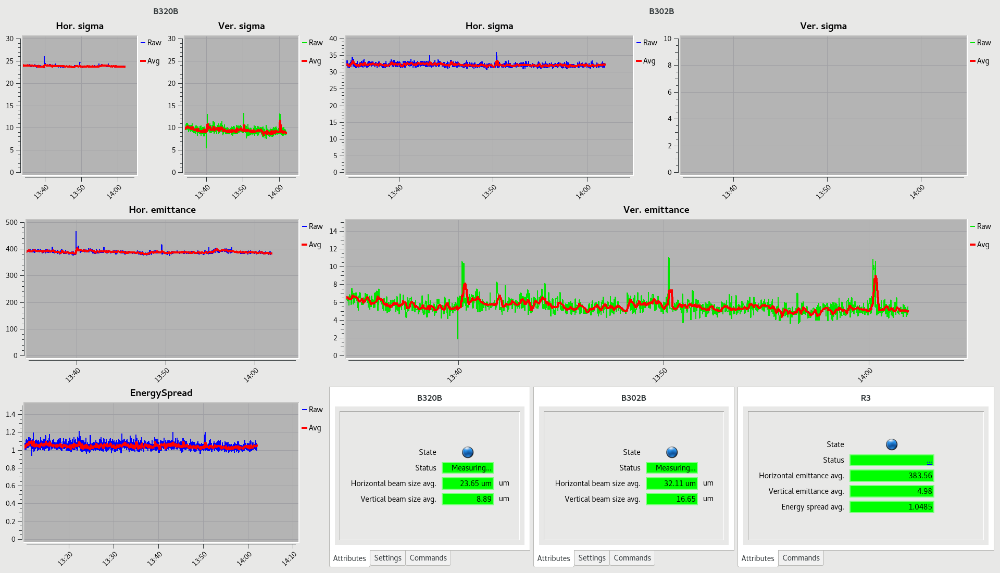 B320B
B302B
Hor. sigma
Ver. sigma
Hor. sigma
Ver. sigma
30
25
20
15
10
5
0
13:40
13:50
14:00
Raw
Avg
30
25
20
15
10
5
0
13:40
13:50
14:00
Raw
Avg
40
35
30
25
20
15
10
5
0
13:40
13:50
14:00
Raw
Avg
10
8
6
4
2
0
13:40
13:50
14:00
Raw
Avg
Hor. emittance
500
400
300
200
100
0
13:40
13:50
14:00
Raw
Avg
Ver. emittance
14
12
10
8
6
4
2
0
13:40
13:50
14:00
Raw
Avg
EnergySpread
1.4
1.2
1
0.8
0.6
0.4
0.2
0
13:20
13:30
13:40
13:50
14:00
14:10
Raw
Avg
B320B
State
Status Measuring...
Horizontal beam size avg. 23.65 um um
Vertical beam size avg. 8.89 um
Attributes Settings Commands
B302B
State
Status Measuring...
Horizontal beam size avg. 32.11 um um
Vertical beam size avg. 16.65 um
Attributes Settings Commands
R3
State
Status ...
Horizontal emittance avg. 383.56
Vertical emittance avg. 4.98
Energy spread avg. 1.0485
Attributes Commands